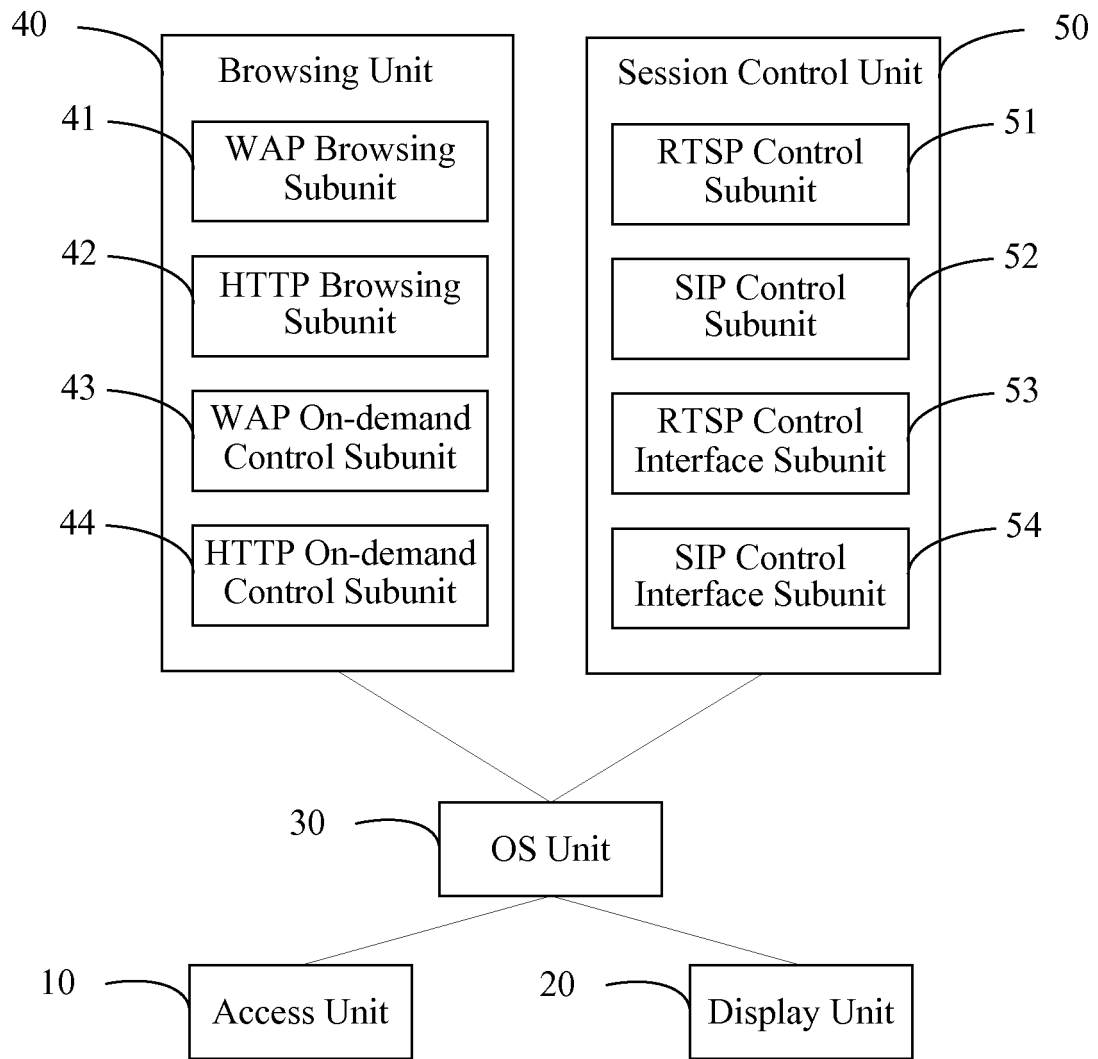 40
Browsing Unit
41
WAP Browsing
Subunit
42
HTTP Browsing
Subunit
43
WAP On-demand
Control Subunit
44
HTTP On-demand
Control Subunit
50
Session Control Unit
51
RTSP Control
Subunit
52
SIP Control
Subunit
53
RTSP Control
Interface Subunit
54
SIP Control
Interface Subunit
30
OS Unit
10
Access Unit
20
Display Unit